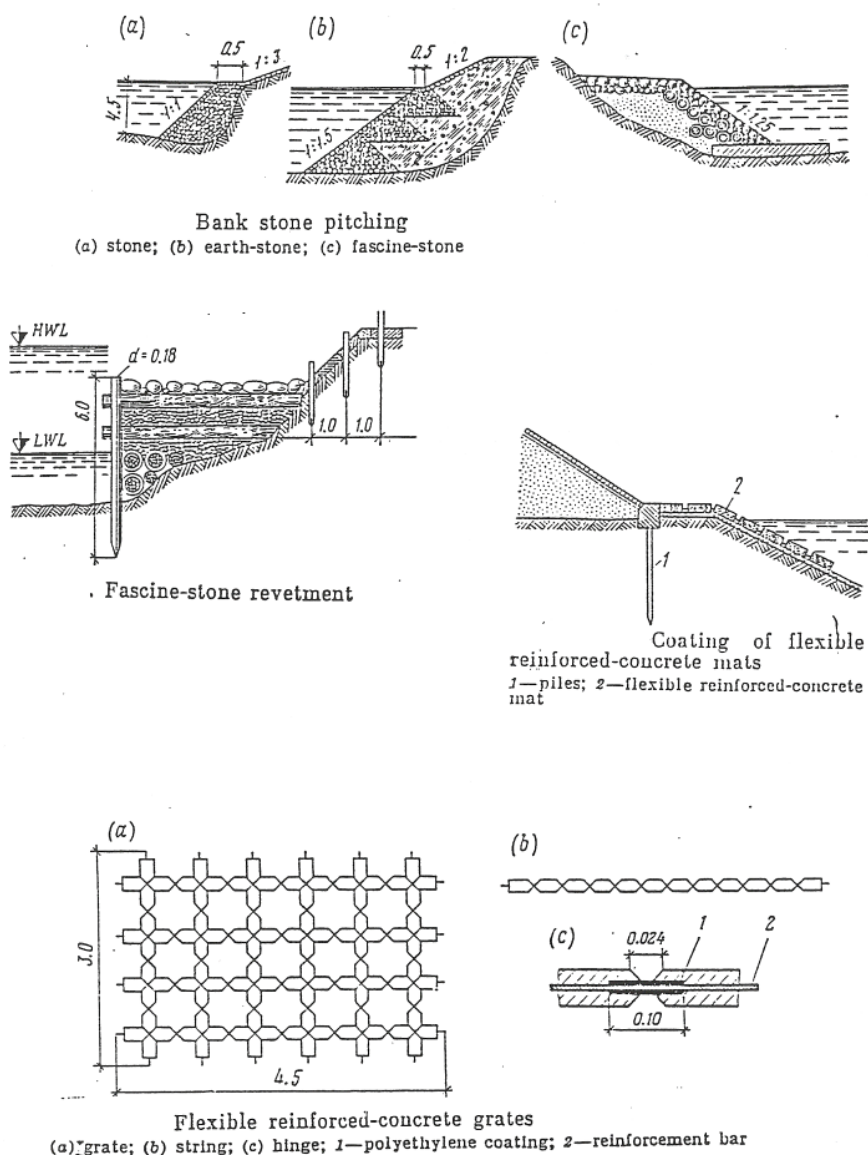 (a)
(b)
(c)
0.5
1:3
4.5
1:1
0.5
1:2
1:1.5
1:1.25
Bank stone pitching
(a) stone; (b) earth-stone; (c) fascine-stone
HWL
d=0.18
6.0
LWL
1.0
1.0
Fascine-stone revetment
2
1
Coating of flexible
reinforced-concrete mats
1—piles; 2—flexible reinforced-concrete
mat
(a)
3.0
4.5
(b)
(c)
0.024
1
2
0.10
Flexible reinforced-concrete grates
(a) grate; (b) string; (c) hinge; 1—polyethylene coating; 2—reinforcement bar